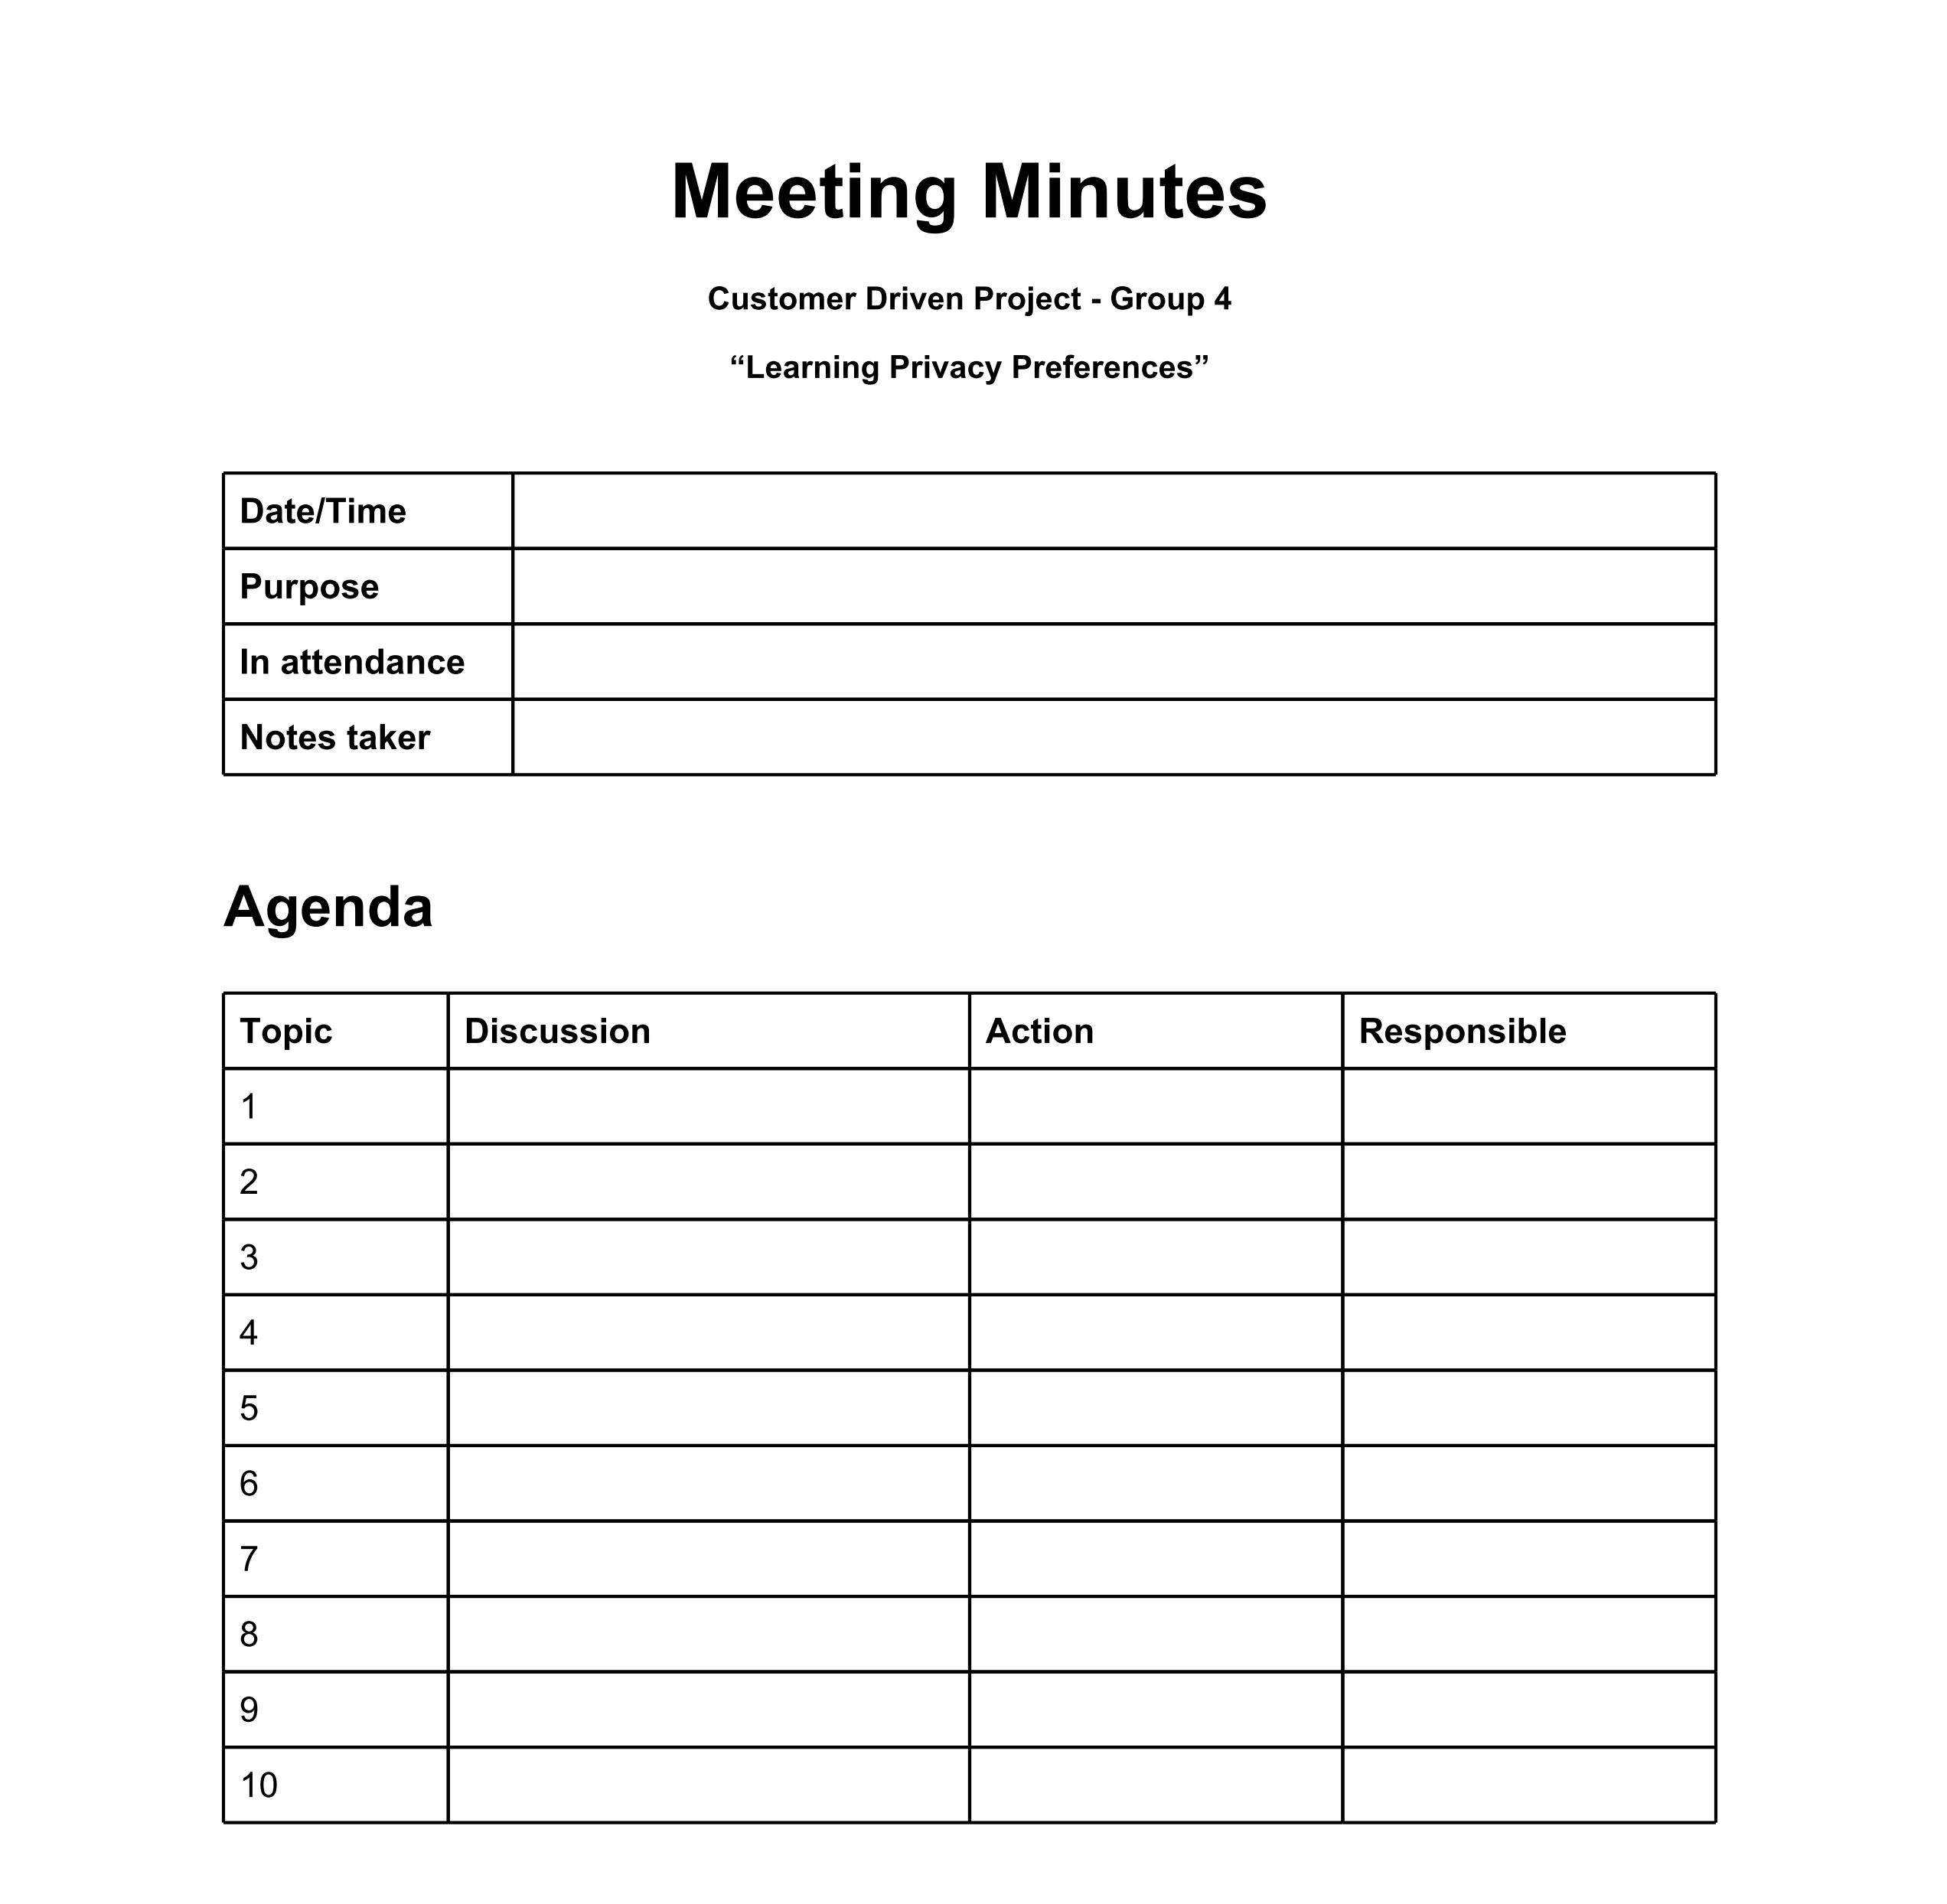 Meeting Minutes
Customer Driven Project - Group 4
“Learning Privacy Preferences”
Date/Time
Purpose
In attendance
Notes taker
Agenda
Topic Discussion Action Responsible
1
2
3
4
5
6
7
8
9
10